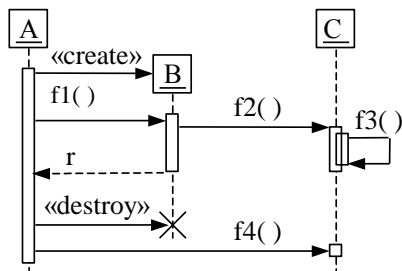 A
C
«create»
B
f1( )
f2( )
f3( )
r
«destroy»
f4( )